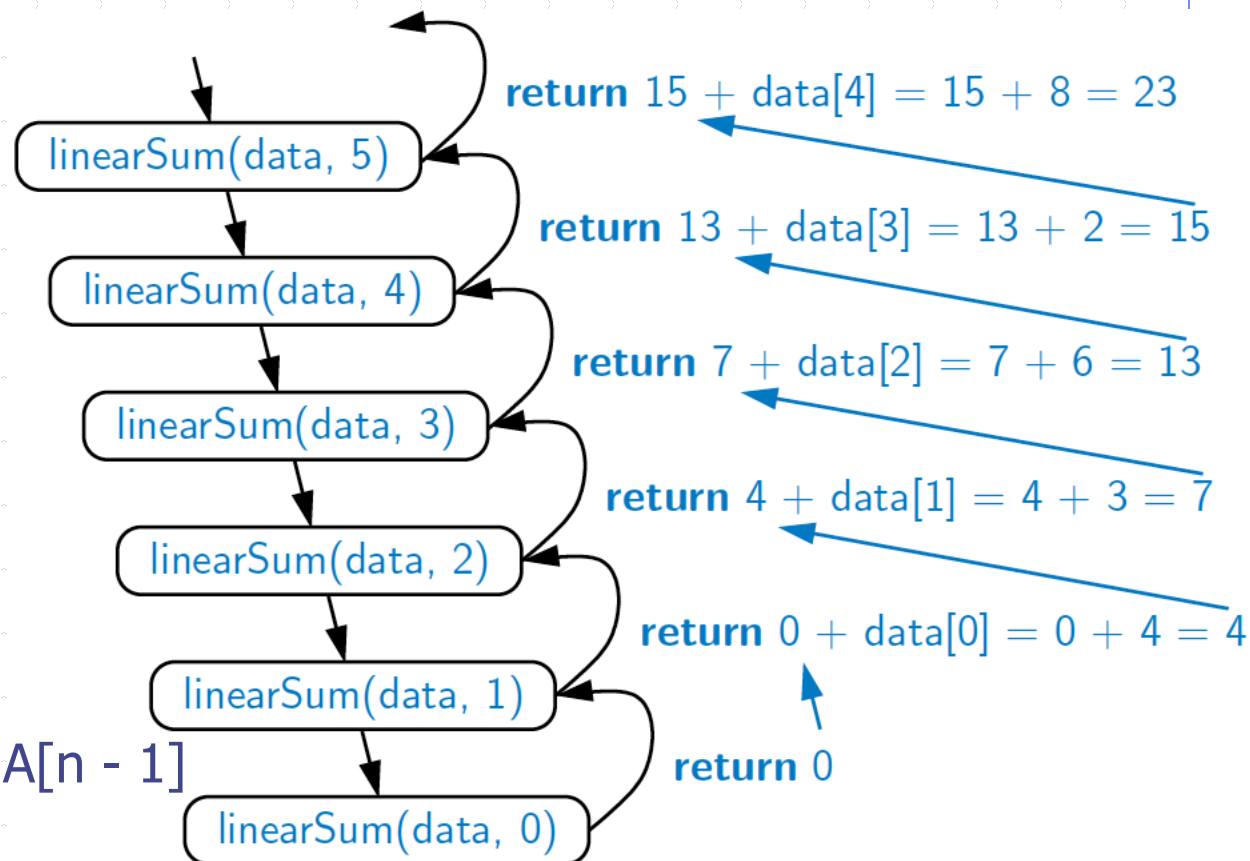 return 15 + data[4] = 15 + 8 = 23
linearSum(data, 5)
return 13 + data[3] = 13 + 2 = 15
linearSum(data, 4)
return 7 + data[2] = 7 + 6 = 13
linearSum(data, 3)
return 4 + data[1] = 4 + 3 = 7
linearSum(data, 2)
return 0 + data[0] = 0 + 4 = 4
linearSum(data, 1)
A[n - 1]
return 0
linearSum(data, 0)